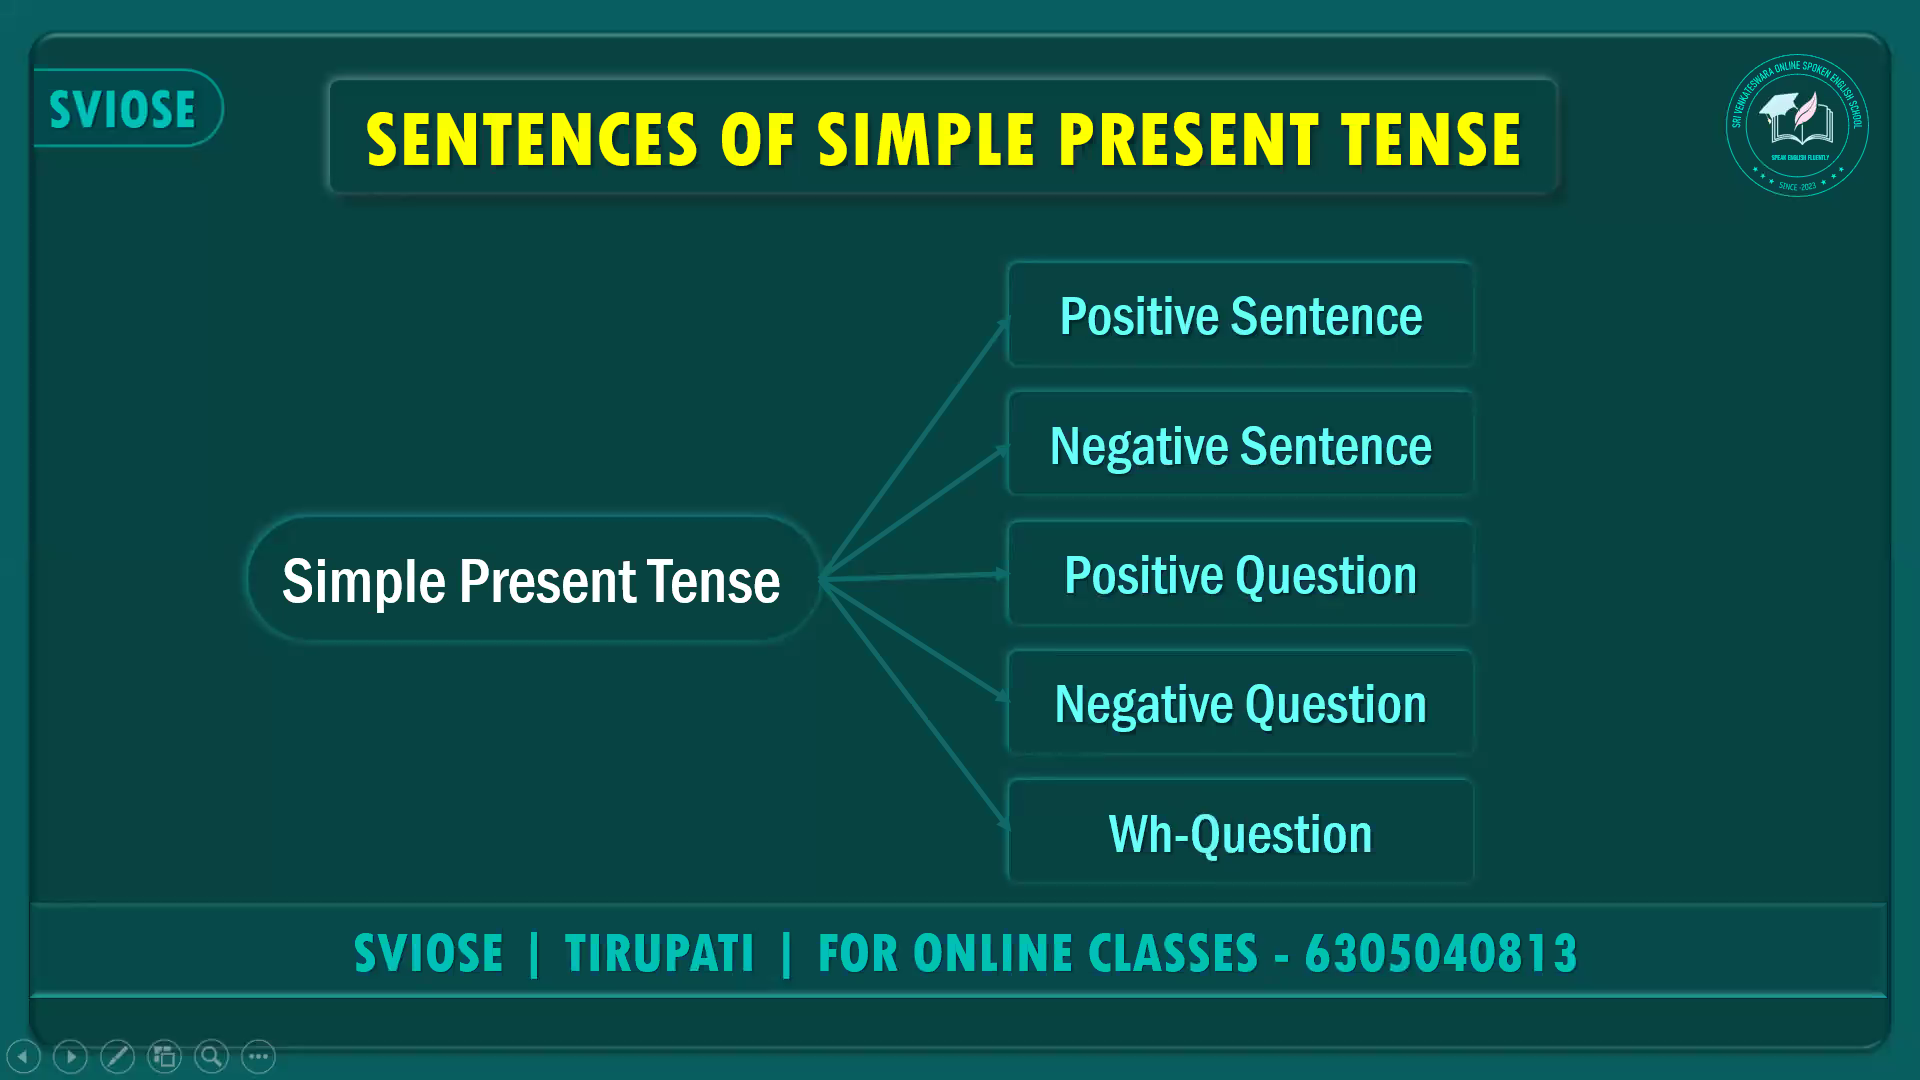 SVIOSE
SENTENCES OF SIMPLE PRESENT TENSE
SRI VENKATESWARA ONLINE SPOKEN ENGLISH SCHOOL
SPEAK ENGLISH FLUENTLY
SINCE -2023
Positive Sentence
Negative Sentence
Positive Question
Simple Present Tense
Negative Question
Wh-Question
SVIOSE | TIRUPATI | FOR ONLINE CLASSES - 6305040813